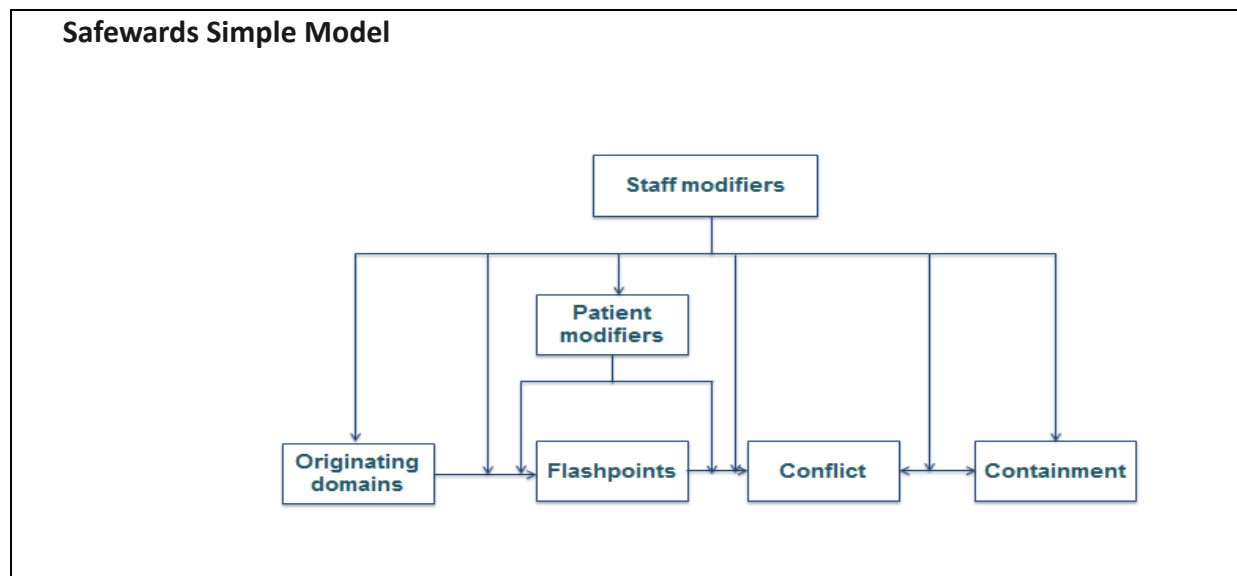 Safewards Simple Model
Staff modifiers
Patient
modifiers
Originating
domains
Flashpoints
Conflict
Containment